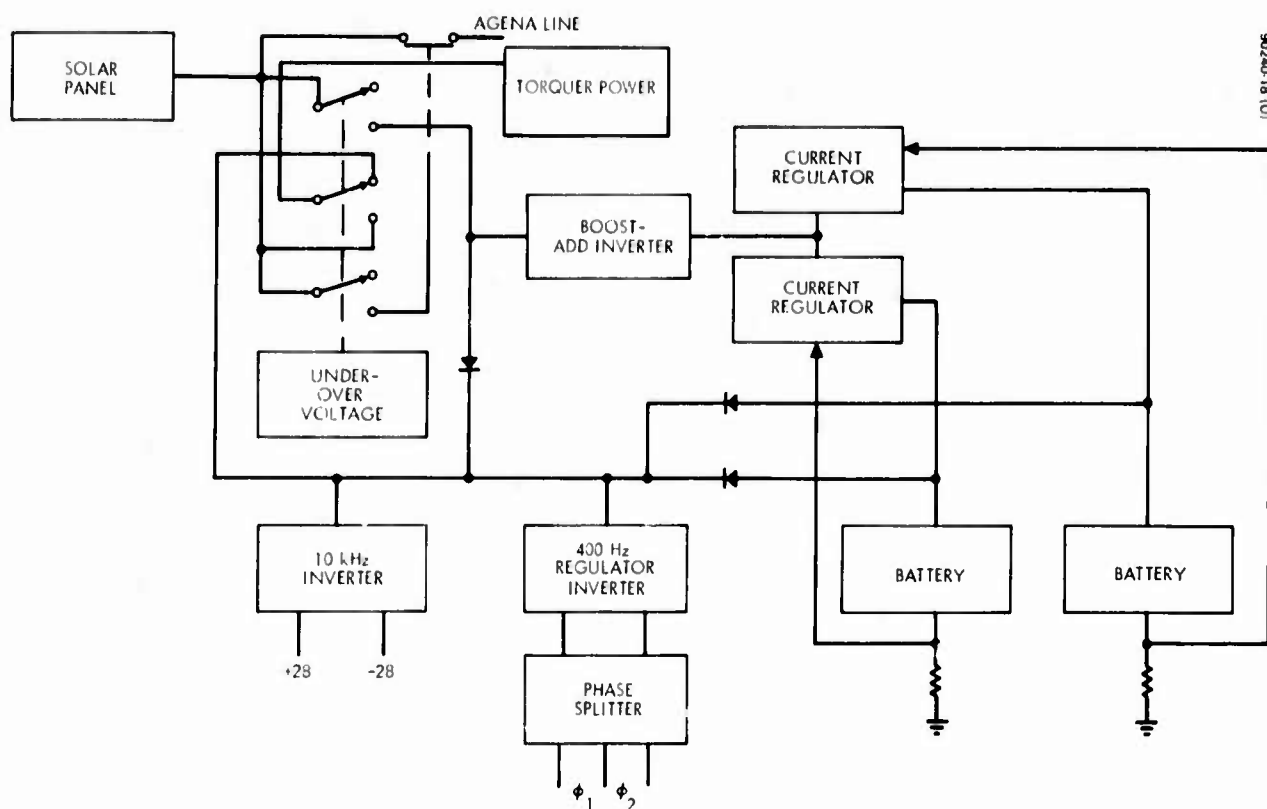 AGENA LINE
SOLAR
PANEL
TORQUER POWER
CURRENT
REGULATOR
BOOST-
ADD INVERTER
CURRENT
REGULATOR
UNDER-
OVER
VOLTAGE
10 kHz
INVERTER
400 Hz
REGULATOR
INVERTER
BATTERY
BATTERY
+28
-28
PHASE
SPLITTER
ϕ1 ϕ2